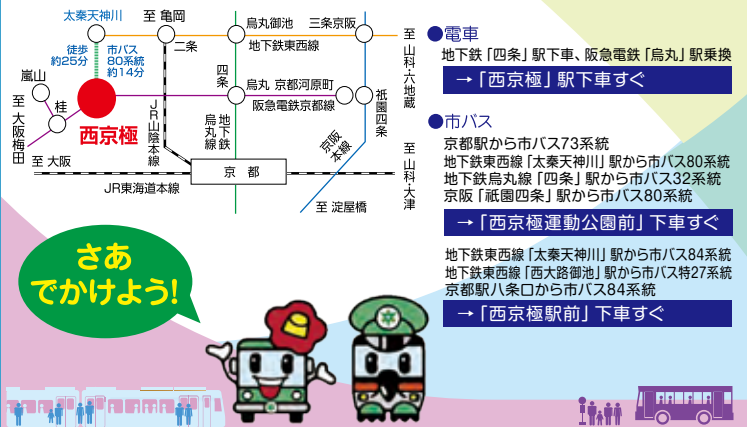 太秦天神川
至 亀岡
烏丸御池
三条京阪
二条
地下鉄東西線
至 山科・六地蔵
徒歩
約25分
市バス
80系統
約14分
嵐山
桂
西京極
至 大阪梅田
四条
烏丸 京都河原町
阪急電鉄京都線
祇園四条
JR山陰本線
地下鉄
烏丸線
京阪
本線
至 大阪
京 都
JR東海道本線
至 山科・大津
至 淀屋橋
●電車
地下鉄「四条」駅下車、阪急電鉄「烏丸」駅乗換
→「西京極」駅下車すぐ
●市バス
京都駅から市バス73系統
地下鉄東西線「太秦天神川」駅から市バス80系統
地下鉄烏丸線「四条」駅から市バス32系統
京阪「祇園四条」駅から市バス80系統
→「西京極運動公園前」下車すぐ
地下鉄東西線「太秦天神川」駅から市バス84系統
地下鉄東西線「西大路御池」駅から市バス特27系統
京都駅八条口から市バス84系統
→「西京極駅前」下車すぐ
さあ
でかけよう!